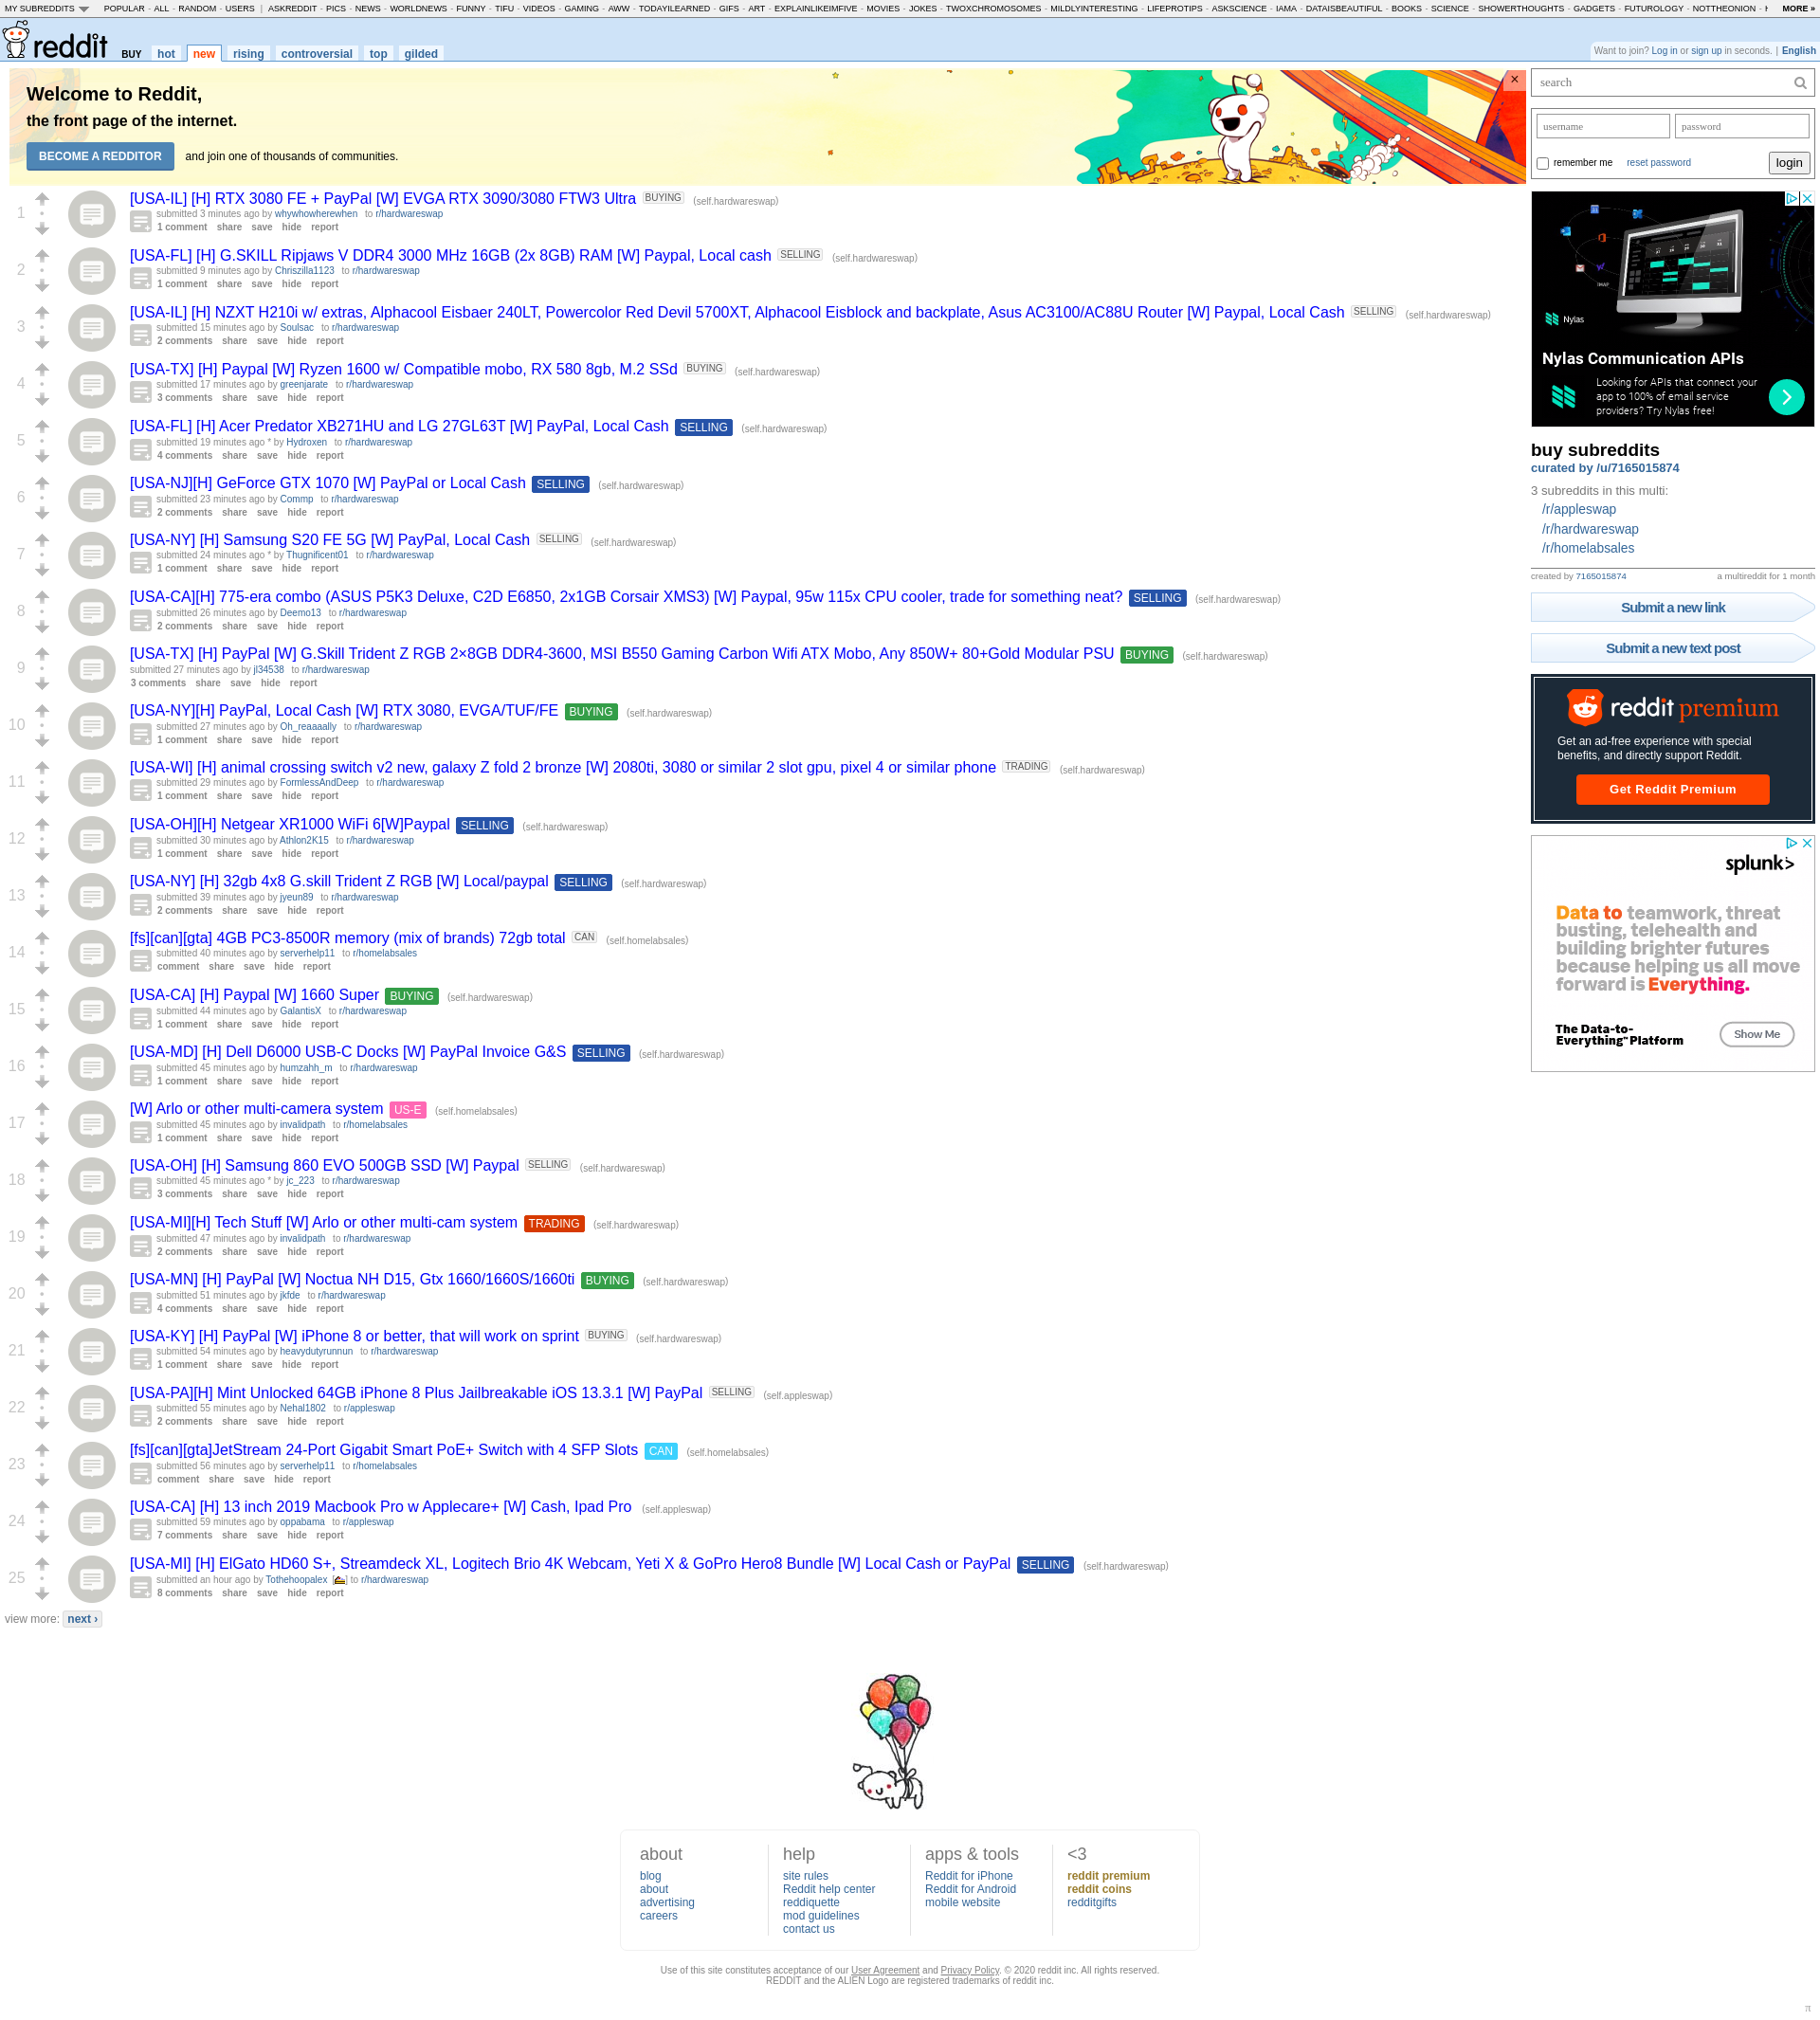 MY SUBREDDITS POPULAR - ALL - RANDOM - USERS | ASKREDDIT - PICS - NEWS - WORLDNEWS - FUNNY - TIFU - VIDEOS - GAMING - AWW - TODAYILEARNED - GIFS - ART - EXPLAINLIKEIMFIVE - MOVIES - JOKES - TWOXCHROMOSOMES - MILDLYINTERESTING - LIFEPROTIPS - ASKSCIENCE - IAMA - DATAISBEAUTIFUL - BOOKS - SCIENCE - SHOWERTHOUGHTS - GADGETS - FUTUROLOGY - NOTTHEONION - MORE »
reddit BUY hot new rising controversial top gilded
Want to join? Log in or sign up in seconds. | English
Welcome to Reddit,
the front page of the internet.
BECOME A REDDITOR and join one of thousands of communities.
×
1
[USA-IL] [H] RTX 3080 FE + PayPal [W] EVGA RTX 3090/3080 FTW3 Ultra BUYING (self.hardwareswap)
submitted 3 minutes ago by whywhowherewhen to r/hardwareswap
1 comment share save hide report
2
[USA-FL] [H] G.SKILL Ripjaws V DDR4 3000 MHz 16GB (2x 8GB) RAM [W] Paypal, Local cash SELLING (self.hardwareswap)
submitted 9 minutes ago by Chriszilla1123 to r/hardwareswap
1 comment share save hide report
3
[USA-IL] [H] NZXT H210i w/ extras, Alphacool Eisbaer 240LT, Powercolor Red Devil 5700XT, Alphacool Eisblock and backplate, Asus AC3100/AC88U Router [W] Paypal, Local Cash SELLING (self.hardwareswap)
submitted 15 minutes ago by Soulsac to r/hardwareswap
2 comments share save hide report
4
[USA-TX] [H] Paypal [W] Ryzen 1600 w/ Compatible mobo, RX 580 8gb, M.2 SSd BUYING (self.hardwareswap)
submitted 17 minutes ago by greenjarate to r/hardwareswap
3 comments share save hide report
5
[USA-FL] [H] Acer Predator XB271HU and LG 27GL63T [W] PayPal, Local Cash SELLING (self.hardwareswap)
submitted 19 minutes ago * by Hydroxen to r/hardwareswap
4 comments share save hide report
6
[USA-NJ][H] GeForce GTX 1070 [W] PayPal or Local Cash SELLING (self.hardwareswap)
submitted 23 minutes ago by Commp to r/hardwareswap
2 comments share save hide report
7
[USA-NY] [H] Samsung S20 FE 5G [W] PayPal, Local Cash SELLING (self.hardwareswap)
submitted 24 minutes ago * by Thugnificent01 to r/hardwareswap
1 comment share save hide report
8
[USA-CA][H] 775-era combo (ASUS P5K3 Deluxe, C2D E6850, 2x1GB Corsair XMS3) [W] Paypal, 95w 115x CPU cooler, trade for something neat? SELLING (self.hardwareswap)
submitted 26 minutes ago by Deemo13 to r/hardwareswap
2 comments share save hide report
9
[USA-TX] [H] PayPal [W] G.Skill Trident Z RGB 2×8GB DDR4-3600, MSI B550 Gaming Carbon Wifi ATX Mobo, Any 850W+ 80+Gold Modular PSU BUYING (self.hardwareswap)
submitted 27 minutes ago by jl34538 to r/hardwareswap
3 comments share save hide report
10
[USA-NY][H] PayPal, Local Cash [W] RTX 3080, EVGA/TUF/FE BUYING (self.hardwareswap)
submitted 27 minutes ago by Oh_reaaaally to r/hardwareswap
1 comment share save hide report
11
[USA-WI] [H] animal crossing switch v2 new, galaxy Z fold 2 bronze [W] 2080ti, 3080 or similar 2 slot gpu, pixel 4 or similar phone TRADING (self.hardwareswap)
submitted 29 minutes ago by FormlessAndDeep to r/hardwareswap
1 comment share save hide report
12
[USA-OH][H] Netgear XR1000 WiFi 6[W]Paypal SELLING (self.hardwareswap)
submitted 30 minutes ago by Athlon2K15 to r/hardwareswap
1 comment share save hide report
13
[USA-NY] [H] 32gb 4x8 G.skill Trident Z RGB [W] Local/paypal SELLING (self.hardwareswap)
submitted 39 minutes ago by jyeun89 to r/hardwareswap
2 comments share save hide report
14
[fs][can][gta] 4GB PC3-8500R memory (mix of brands) 72gb total CAN (self.homelabsales)
submitted 40 minutes ago by serverhelp11 to r/homelabsales
comment share save hide report
15
[USA-CA] [H] Paypal [W] 1660 Super BUYING (self.hardwareswap)
submitted 44 minutes ago by GalantisX to r/hardwareswap
1 comment share save hide report
16
[USA-MD] [H] Dell D6000 USB-C Docks [W] PayPal Invoice G&S SELLING (self.hardwareswap)
submitted 45 minutes ago by humzahh_m to r/hardwareswap
1 comment share save hide report
17
[W] Arlo or other multi-camera system US-E (self.homelabsales)
submitted 45 minutes ago by invalidpath to r/homelabsales
1 comment share save hide report
18
[USA-OH] [H] Samsung 860 EVO 500GB SSD [W] Paypal SELLING (self.hardwareswap)
submitted 45 minutes ago * by jc_223 to r/hardwareswap
3 comments share save hide report
19
[USA-MI][H] Tech Stuff [W] Arlo or other multi-cam system TRADING (self.hardwareswap)
submitted 47 minutes ago by invalidpath to r/hardwareswap
2 comments share save hide report
20
[USA-MN] [H] PayPal [W] Noctua NH D15, Gtx 1660/1660S/1660ti BUYING (self.hardwareswap)
submitted 51 minutes ago by jkfde to r/hardwareswap
4 comments share save hide report
21
[USA-KY] [H] PayPal [W] iPhone 8 or better, that will work on sprint BUYING (self.hardwareswap)
submitted 54 minutes ago by heavydutyrunnun to r/hardwareswap
1 comment share save hide report
22
[USA-PA][H] Mint Unlocked 64GB iPhone 8 Plus Jailbreakable iOS 13.3.1 [W] PayPal SELLING (self.appleswap)
submitted 55 minutes ago by Nehal1802 to r/appleswap
2 comments share save hide report
23
[fs][can][gta]JetStream 24-Port Gigabit Smart PoE+ Switch with 4 SFP Slots CAN (self.homelabsales)
submitted 56 minutes ago by serverhelp11 to r/homelabsales
comment share save hide report
24
[USA-CA] [H] 13 inch 2019 Macbook Pro w Applecare+ [W] Cash, Ipad Pro (self.appleswap)
submitted 59 minutes ago by oppabama to r/appleswap
7 comments share save hide report
25
[USA-MI] [H] ElGato HD60 S+, Streamdeck XL, Logitech Brio 4K Webcam, Yeti X & GoPro Hero8 Bundle [W] Local Cash or PayPal SELLING (self.hardwareswap)
submitted an hour ago by Tothehoopalex [] to r/hardwareswap
8 comments share save hide report
view more: next ›
search
username password
remember me reset password login
Nylas
Nylas Communication APIs
Looking for APIs that connect your
app to 100% of email service
providers? Try Nylas free!
buy subreddits
curated by /u/7165015874
3 subreddits in this multi:
/r/appleswap
/r/hardwareswap
/r/homelabsales
created by 7165015874 a multireddit for 1 month
Submit a new link
Submit a new text post
reddit premium
Get an ad-free experience with special
benefits, and directly support Reddit.
Get Reddit Premium
splunk>
Data to teamwork, threat
busting, telehealth and
building brighter futures
because helping us all move
forward is Everything.
The Data-to-
Everything™ Platform
Show Me
about
blog
about
advertising
careers
help
site rules
Reddit help center
reddiquette
mod guidelines
contact us
apps & tools
Reddit for iPhone
Reddit for Android
mobile website
<3
reddit premium
reddit coins
redditgifts
Use of this site constitutes acceptance of our User Agreement and Privacy Policy. © 2020 reddit inc. All rights reserved.
REDDIT and the ALIEN Logo are registered trademarks of reddit inc.
π